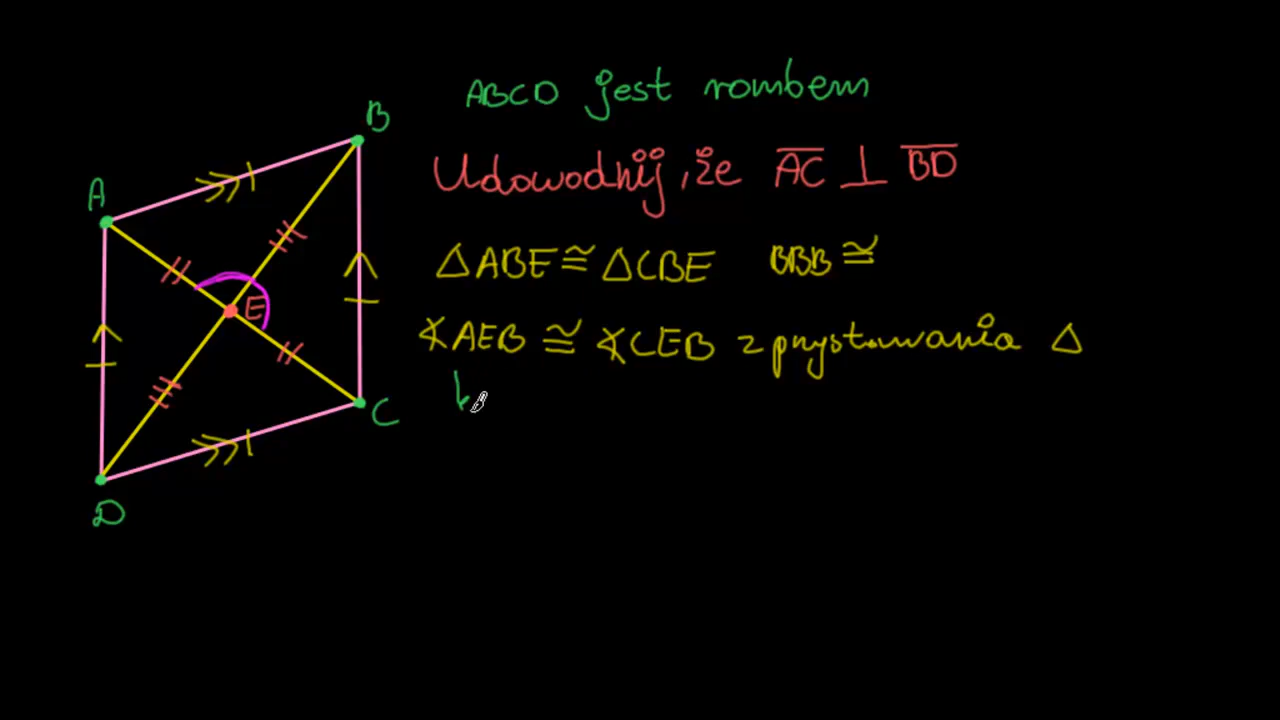 ABCD jest rombem
Udowodnij, że AC ⊥ BD
△ABE ≅ △CBE BBB ≅
∢AEB ≅ ∢CEB z przystawania △
A
B
C
D
E